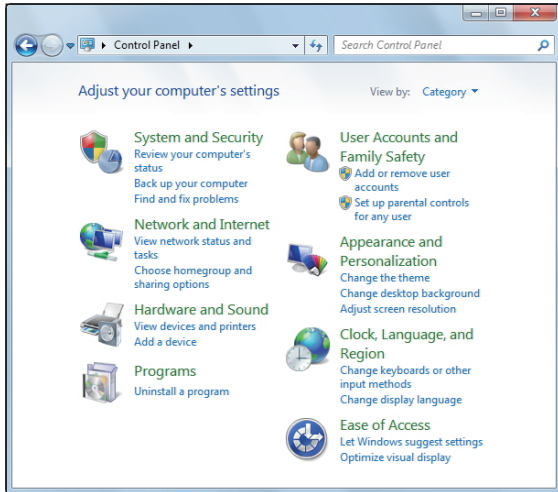 Control Panel
Search Control Panel
Adjust your computer's settings
View by: Category
System and Security
Review your computer's
status
Back up your computer
Find and fix problems
Network and Internet
View network status and
tasks
Choose homegroup and
sharing options
Hardware and Sound
View devices and printers
Add a device
Programs
Uninstall a program
User Accounts and
Family Safety
Add or remove user
accounts
Set up parental controls
for any user
Appearance and
Personalization
Change the theme
Change desktop background
Adjust screen resolution
Clock, Language, and
Region
Change keyboards or other
input methods
Change display language
Ease of Access
Let Windows suggest settings
Optimize visual display